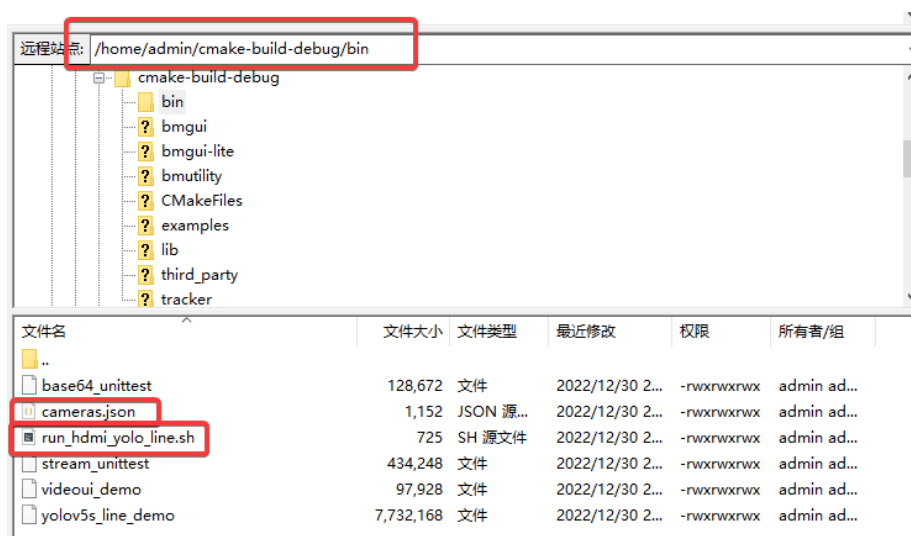 远程站点: /home/admin/cmake-build-debug/bin
cmake-build-debug
bin
bmgui
bmgui-lite
bmutility
CMakeFiles
examples
lib
third_party
tracker
文件名 文件大小 文件类型 最近修改 权限 所有者/组
..
base64_unittest 128,672 文件 2022/12/30 2... -rwxrwxrwx admin ad...
cameras.json 1,152 JSON 源... 2022/12/30 2... -rwxrwxrwx admin ad...
run_hdmi_yolo_line.sh 725 SH 源文件 2022/12/30 2... -rwxrwxrwx admin ad...
stream_unittest 434,248 文件 2022/12/30 2... -rwxrwxrwx admin ad...
videoui_demo 97,928 文件 2022/12/30 2... -rwxrwxrwx admin ad...
yolov5s_line_demo 7,732,168 文件 2022/12/30 2... -rwxrwxrwx admin ad...